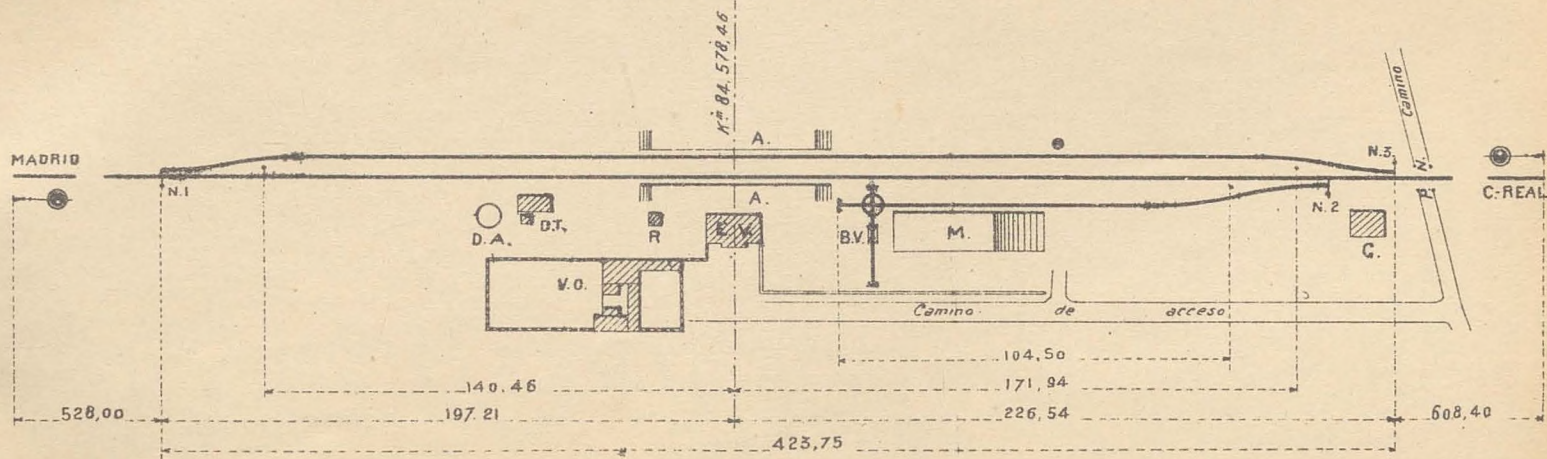 Km 84.578,46
Camino
A.
MADRID
N.3
P. N.
N.1
C-REAL
A.
N.2
D.A.
D.T.
R
E.V.
B.V.
M.
G.
V.O.
Camino de acceso
104,50
140.46
171,94
528,00
197.21
226,54
608,40
423,75